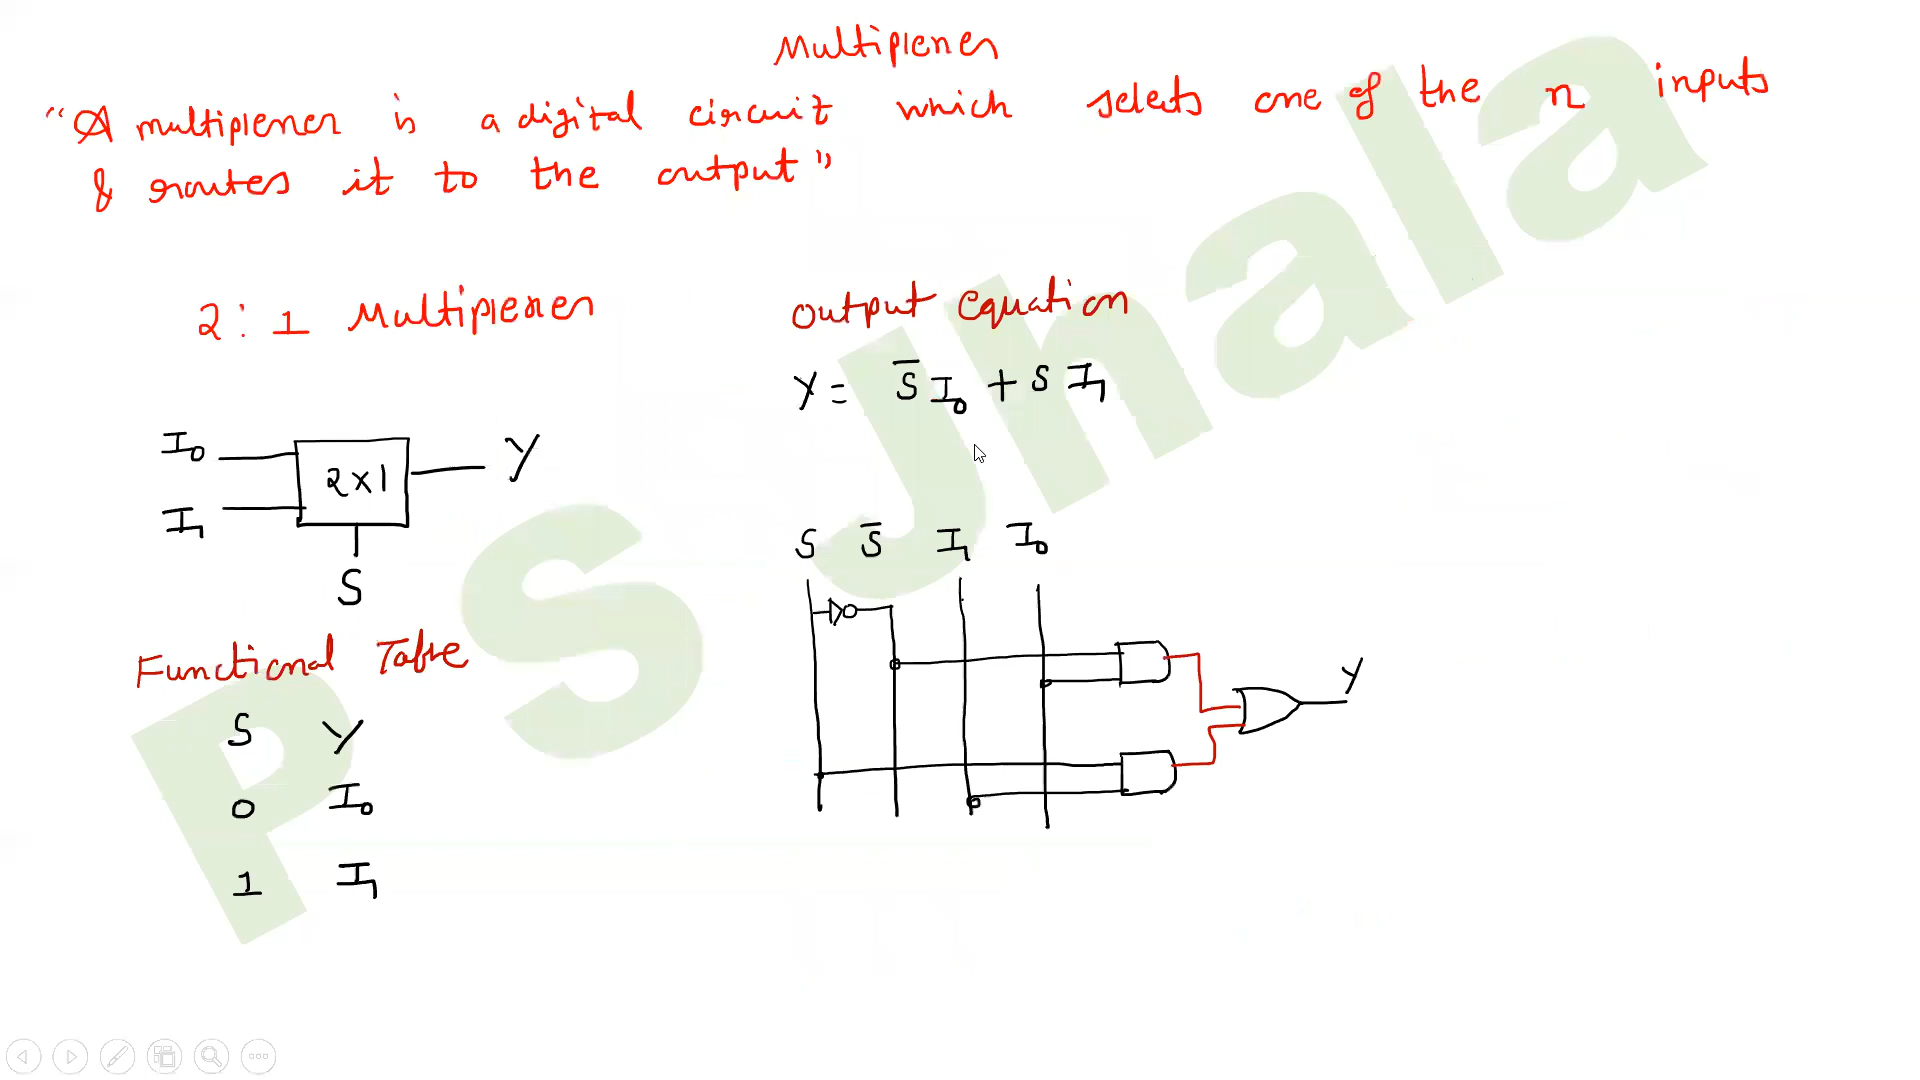 Multiplexer
"A multiplexer is a digital circuit which selects one of the n inputs
& routes it to the output"
2:1 Multiplexer
I0
I1
2x1
Y
S
Functional Table
S Y
0 I0
1 I1
Output Equation
Y = S̅ I0 + S I1
S S̅ I1 I0
Y
P S Jhala